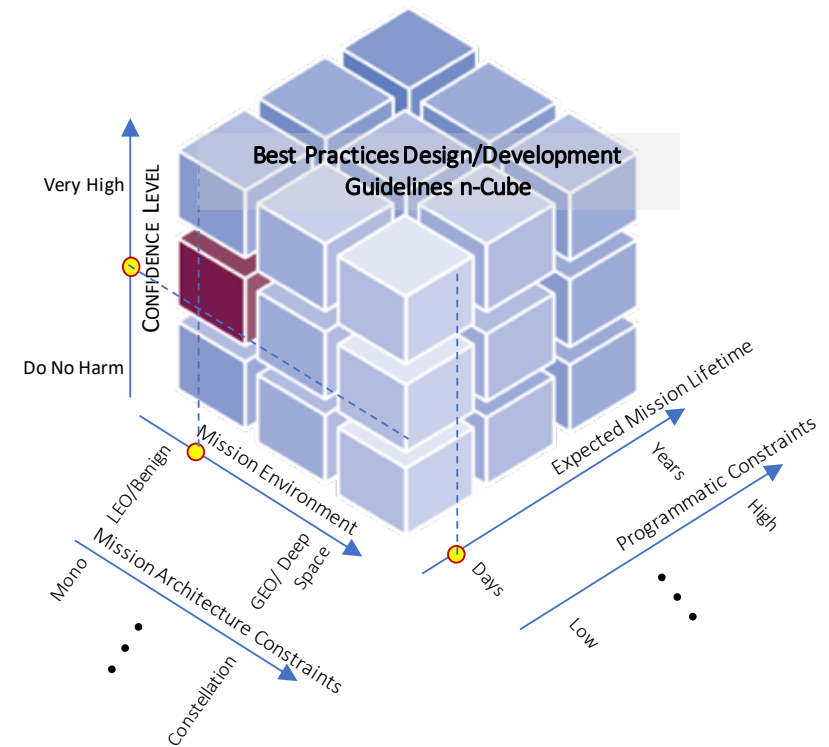 Best Practices Design/Development
Guidelines n-Cube
Very High
CONFIDENCE LEVEL
Do No Harm
LEO/Benign
Mission Environment
GEO/ Deep
Space
Mono
Mission Architecture Constraints
Constellation
Expected Mission Lifetime
Years
Days
Programmatic Constraints
High
Low